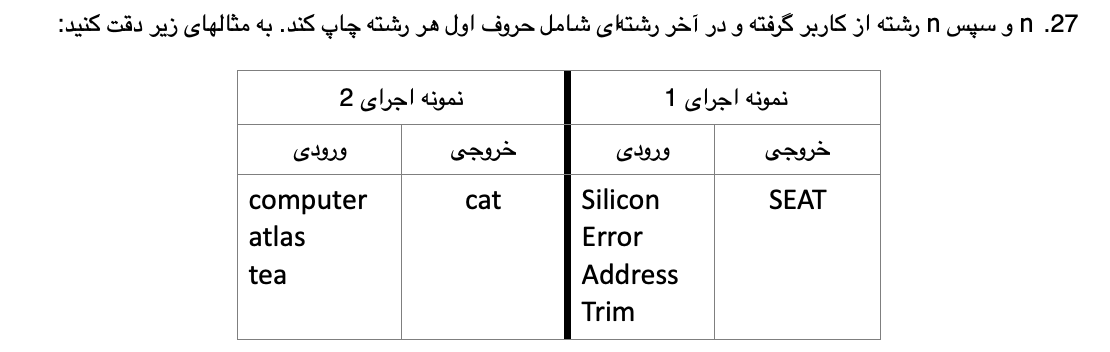 27. n و سپس n رشته از کاربر گرفته و در آخر رشته‌ای شامل حروف اول هر رشته چاپ کند. به مثالهای زیر دقت کنید:
نمونه اجرای 1
نمونه اجرای 2
خروجی
ورودی
خروجی
ورودی
SEAT
Silicon
Error
Address
Trim
cat
computer
atlas
tea